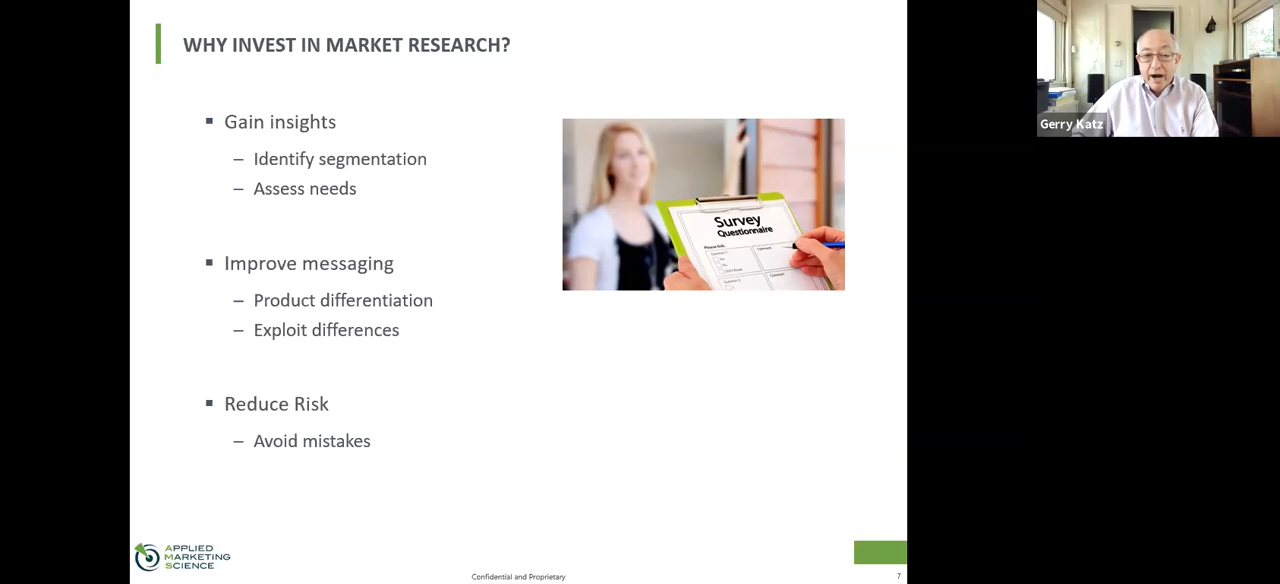 WHY INVEST IN MARKET RESEARCH?
▪ Gain insights
– Identify segmentation
– Assess needs
▪ Improve messaging
– Product differentiation
– Exploit differences
▪ Reduce Risk
– Avoid mistakes
Survey
Questionnaire
Gerry Katz
APPLIED
MARKETING
SCIENCE
Confidential and Proprietary
7